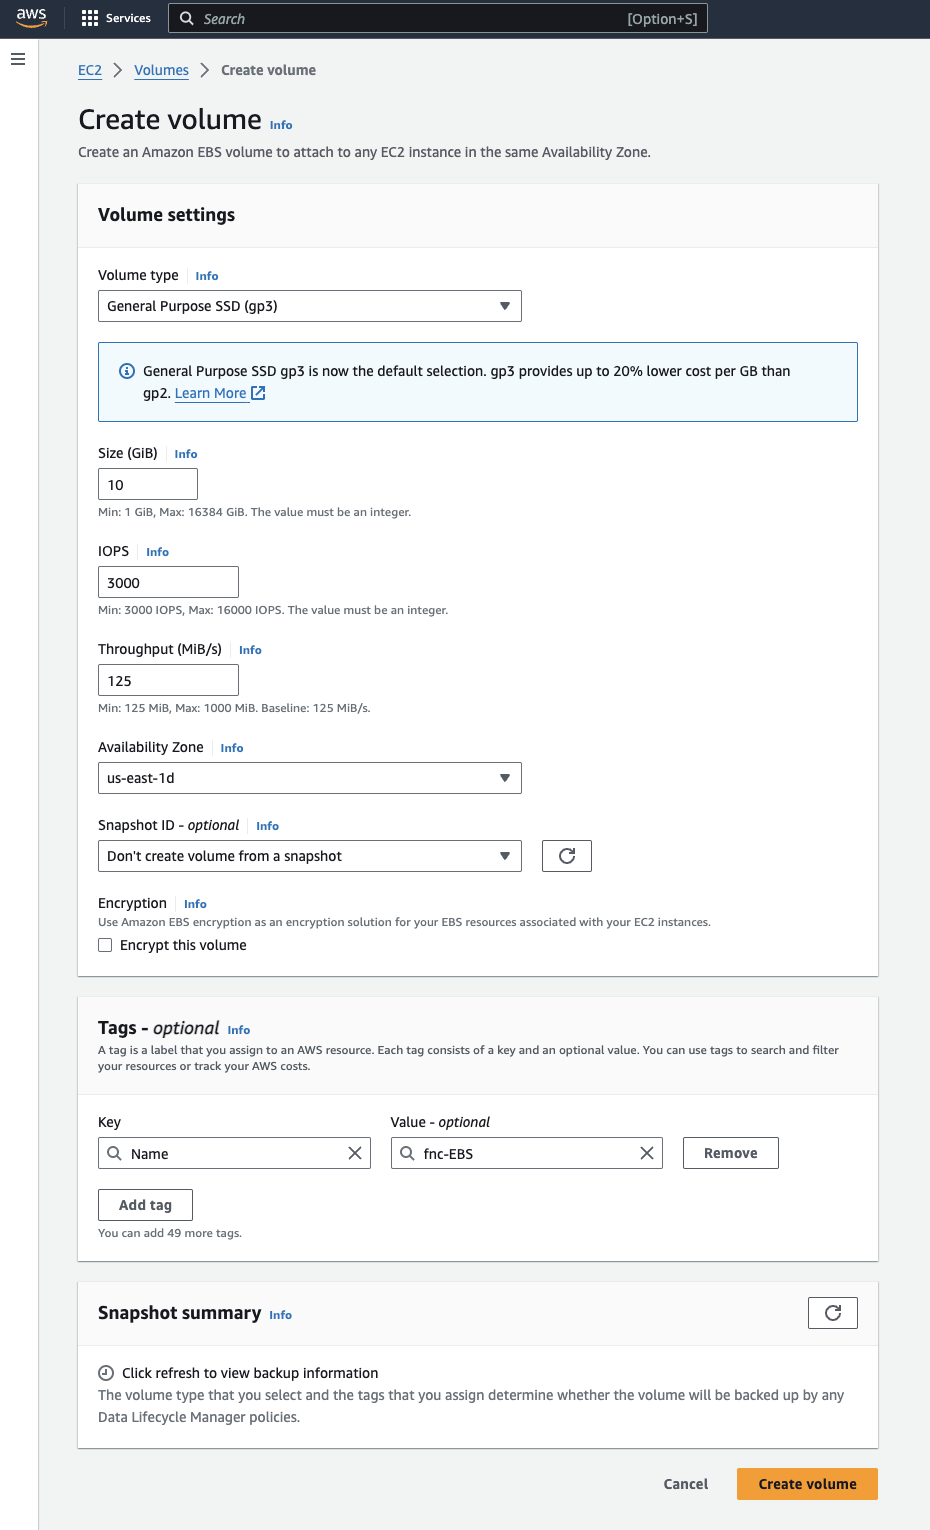 aws
Services
Search [Option+S]
EC2 Volumes Create volume
Create volume Info
Create an Amazon EBS volume to attach to any EC2 instance in the same Availability Zone.
Volume settings
Volume type Info
General Purpose SSD (gp3)
General Purpose SSD gp3 is now the default selection. gp3 provides up to 20% lower cost per GB than
gp2. Learn More
Size (GiB) Info
10
Min: 1 GiB, Max: 16384 GiB. The value must be an integer.
IOPS Info
3000
Min: 3000 IOPS, Max: 16000 IOPS. The value must be an integer.
Throughput (MiB/s) Info
125
Min: 125 MiB, Max: 1000 MiB. Baseline: 125 MiB/s.
Availability Zone Info
us-east-1d
Snapshot ID - optional Info
Don't create volume from a snapshot
Encryption Info
Use Amazon EBS encryption as an encryption solution for your EBS resources associated with your EC2 instances.
Encrypt this volume
Tags - optional Info
A tag is a label that you assign to an AWS resource. Each tag consists of a key and an optional value. You can use tags to search and filter
your resources or track your AWS costs.
Key Value - optional
Name fnc-EBS Remove
Add tag
You can add 49 more tags.
Snapshot summary Info
Click refresh to view backup information
The volume type that you select and the tags that you assign determine whether the volume will be backed up by any
Data Lifecycle Manager policies.
Cancel Create volume